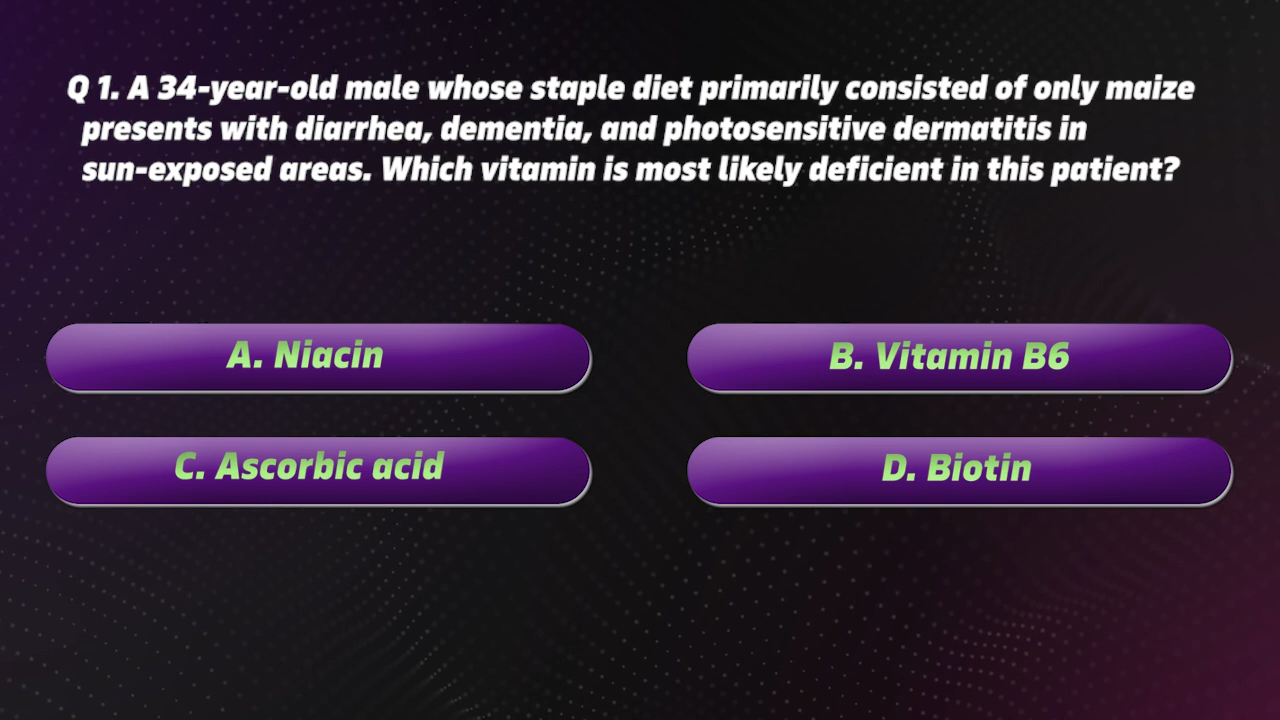 Q 1. A 34-year-old male whose staple diet primarily consisted of only maize
presents with diarrhea, dementia, and photosensitive dermatitis in
sun-exposed areas. Which vitamin is most likely deficient in this patient?
A. Niacin
B. Vitamin B6
C. Ascorbic acid
D. Biotin